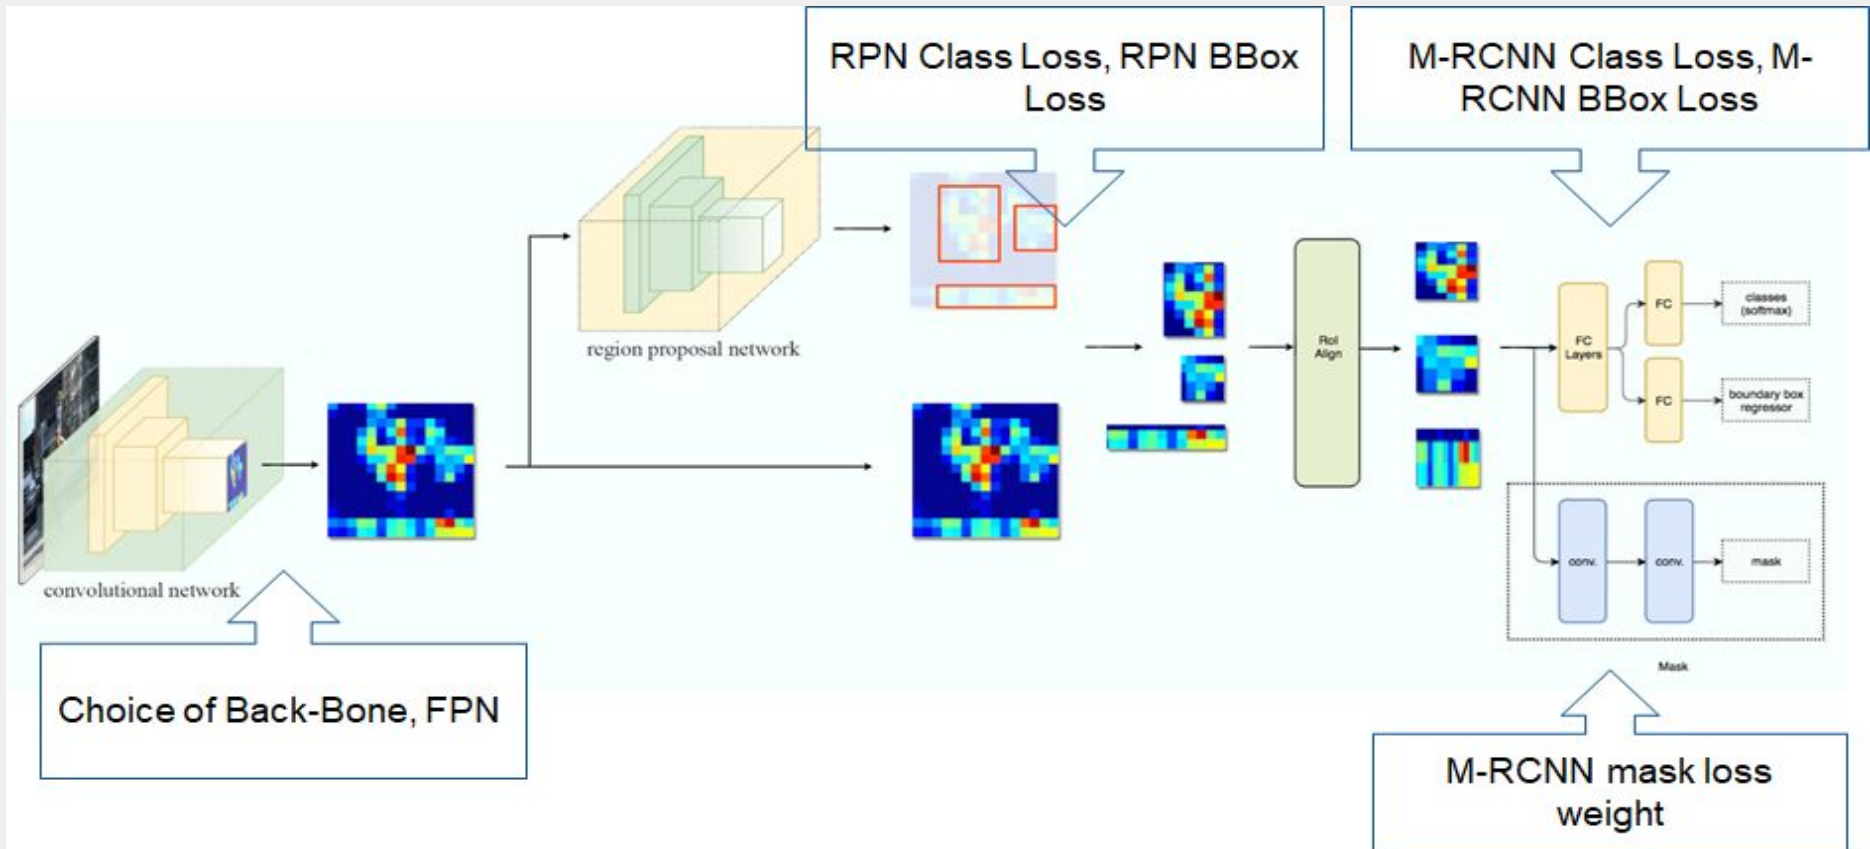 RPN Class Loss, RPN BBox
Loss
M-RCNN Class Loss, M-
RCNN BBox Loss
region proposal network
convolutional network
RoI
Align
FC
Layers
FC
classes
(softmax)
FC
boundary box
regressor
conv.
conv.
mask
Mask
Choice of Back-Bone, FPN
M-RCNN mask loss
weight